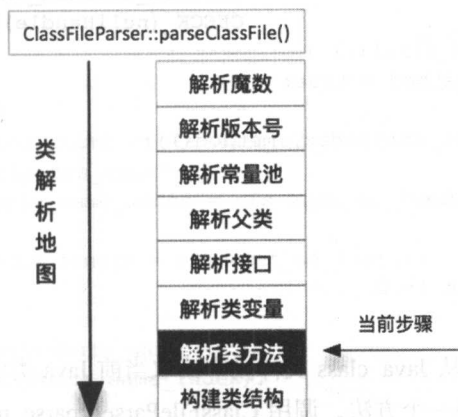 ClassFileParser::parseClassFile()
解析魔数
解析版本号
解析常量池
解析父类
解析接口
解析类变量
解析类方法
构建类结构
类解析地图
当前步骤